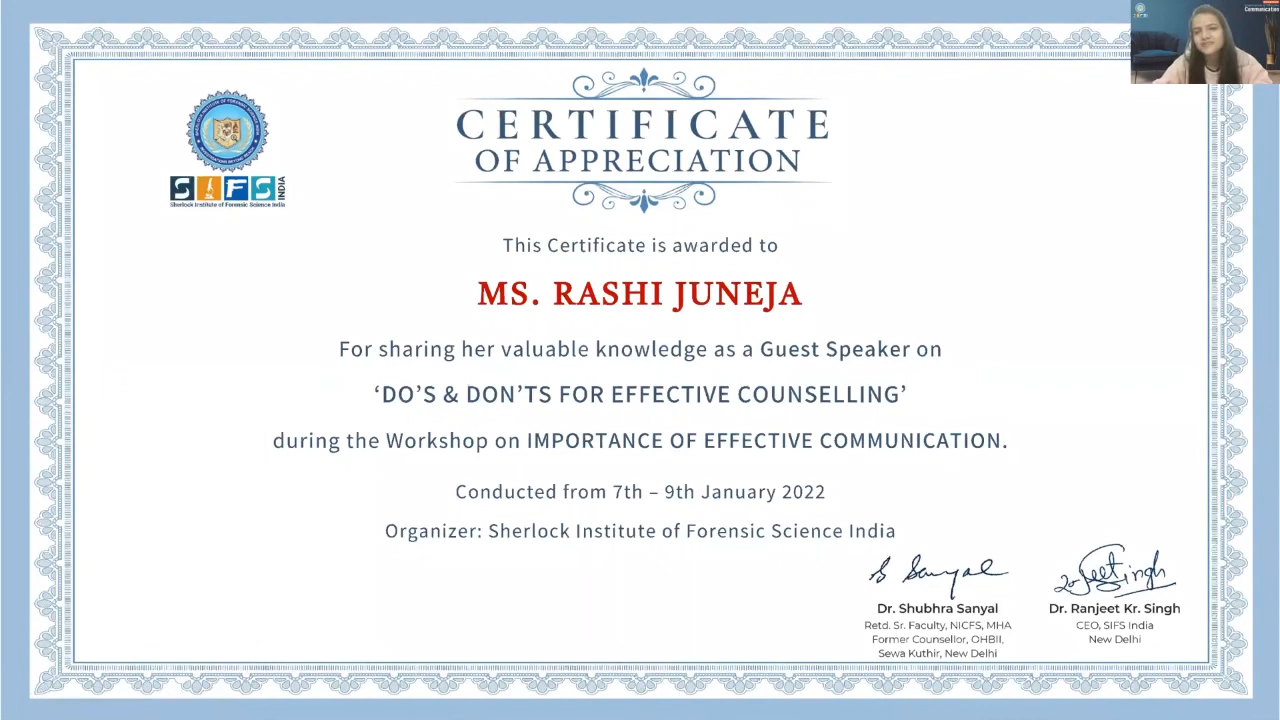 Communication
SIFS INDIA
Sherlock Institute of Forensic Science India
CERTIFICATE
OF APPRECIATION
This Certificate is awarded to
MS. RASHI JUNEJA
For sharing her valuable knowledge as a Guest Speaker on
‘DO’S & DON’TS FOR EFFECTIVE COUNSELLING’
during the Workshop on IMPORTANCE OF EFFECTIVE COMMUNICATION.
Conducted from 7th – 9th January 2022
Organizer: Sherlock Institute of Forensic Science India
Dr. Shubhra Sanyal
Retd. Sr. Faculty, NICFS, MHA
Former Counsellor, OHBII,
Sewa Kuthir, New Delhi
Dr. Ranjeet Kr. Singh
CEO, SIFS India
New Delhi